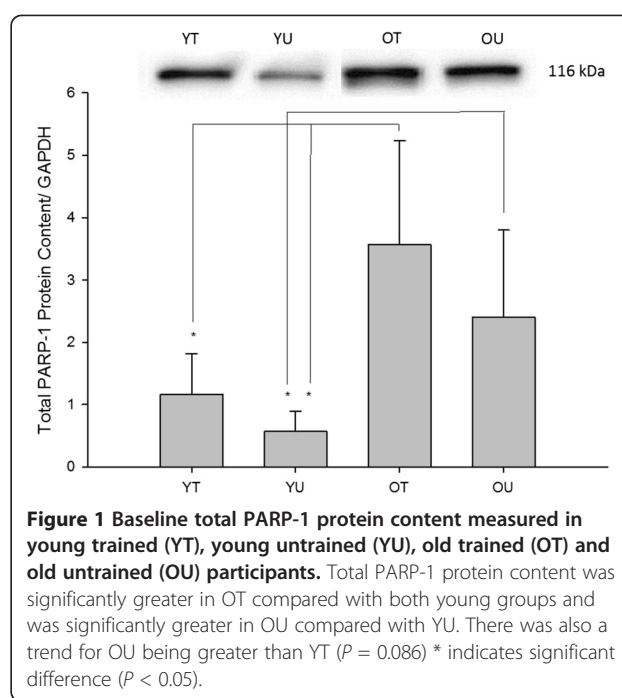 YT YU OT OU
116 kDa
6
5
4
3
2
1
0
Total PARP-1 Protein Content/ GAPDH
*
* *
YT YU OT OU
Figure 1 Baseline total PARP-1 protein content measured in
young trained (YT), young untrained (YU), old trained (OT) and
old untrained (OU) participants. Total PARP-1 protein content was
significantly greater in OT compared with both young groups and
was significantly greater in OU compared with YU. There was also a
trend for OU being greater than YT (P = 0.086) * indicates significant
difference (P < 0.05).